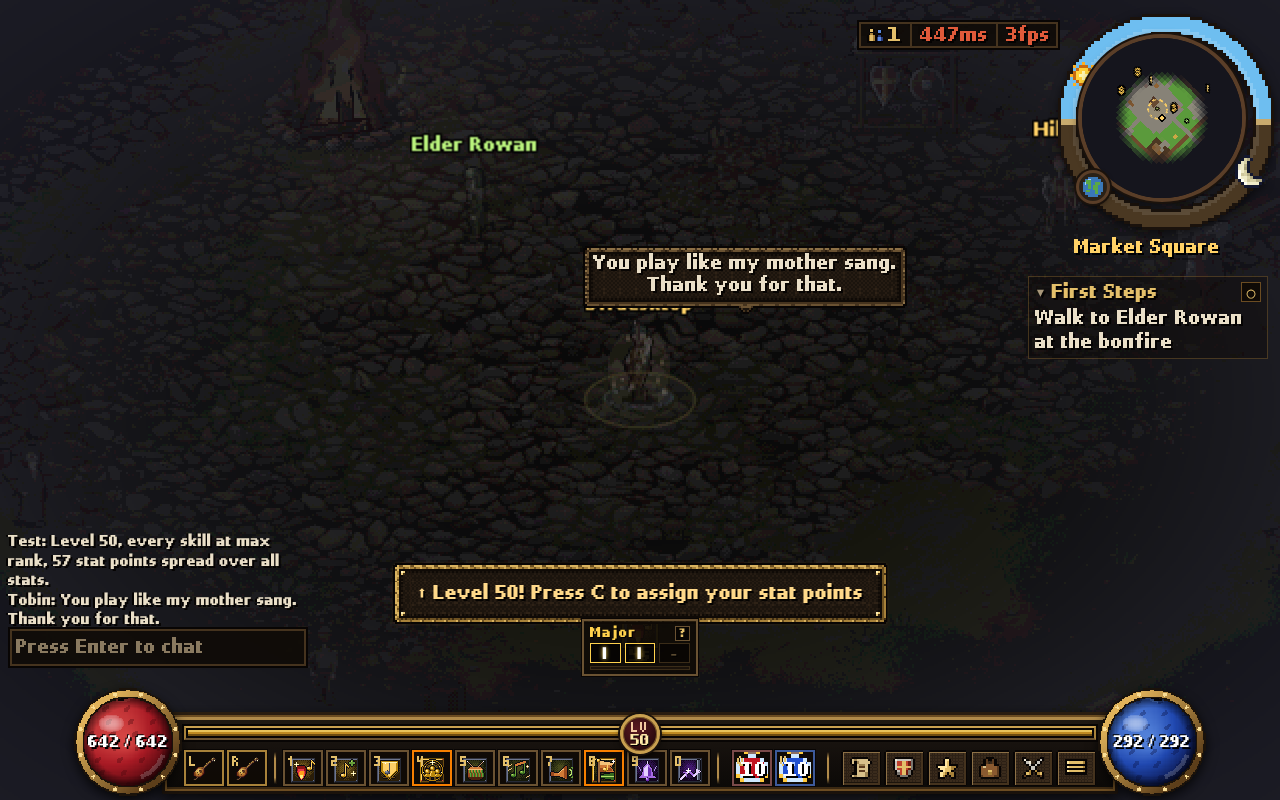 1 447ms 3fps
Elder Rowan
Hil
You play like my mother sang.
Thank you for that.
Market Square
First Steps
Walk to Elder Rowan
at the bonfire
Test: Level 50, every skill at max
rank, 57 stat points spread over all
stats.
Tobin: You play like my mother sang.
Thank you for that.
Press Enter to chat
↑ Level 50! Press C to assign your stat points
Major ?
I I -
642 / 642
LV
50
292 / 292
L R 1 2 3 4 5 6 7 8 9 0 10 10